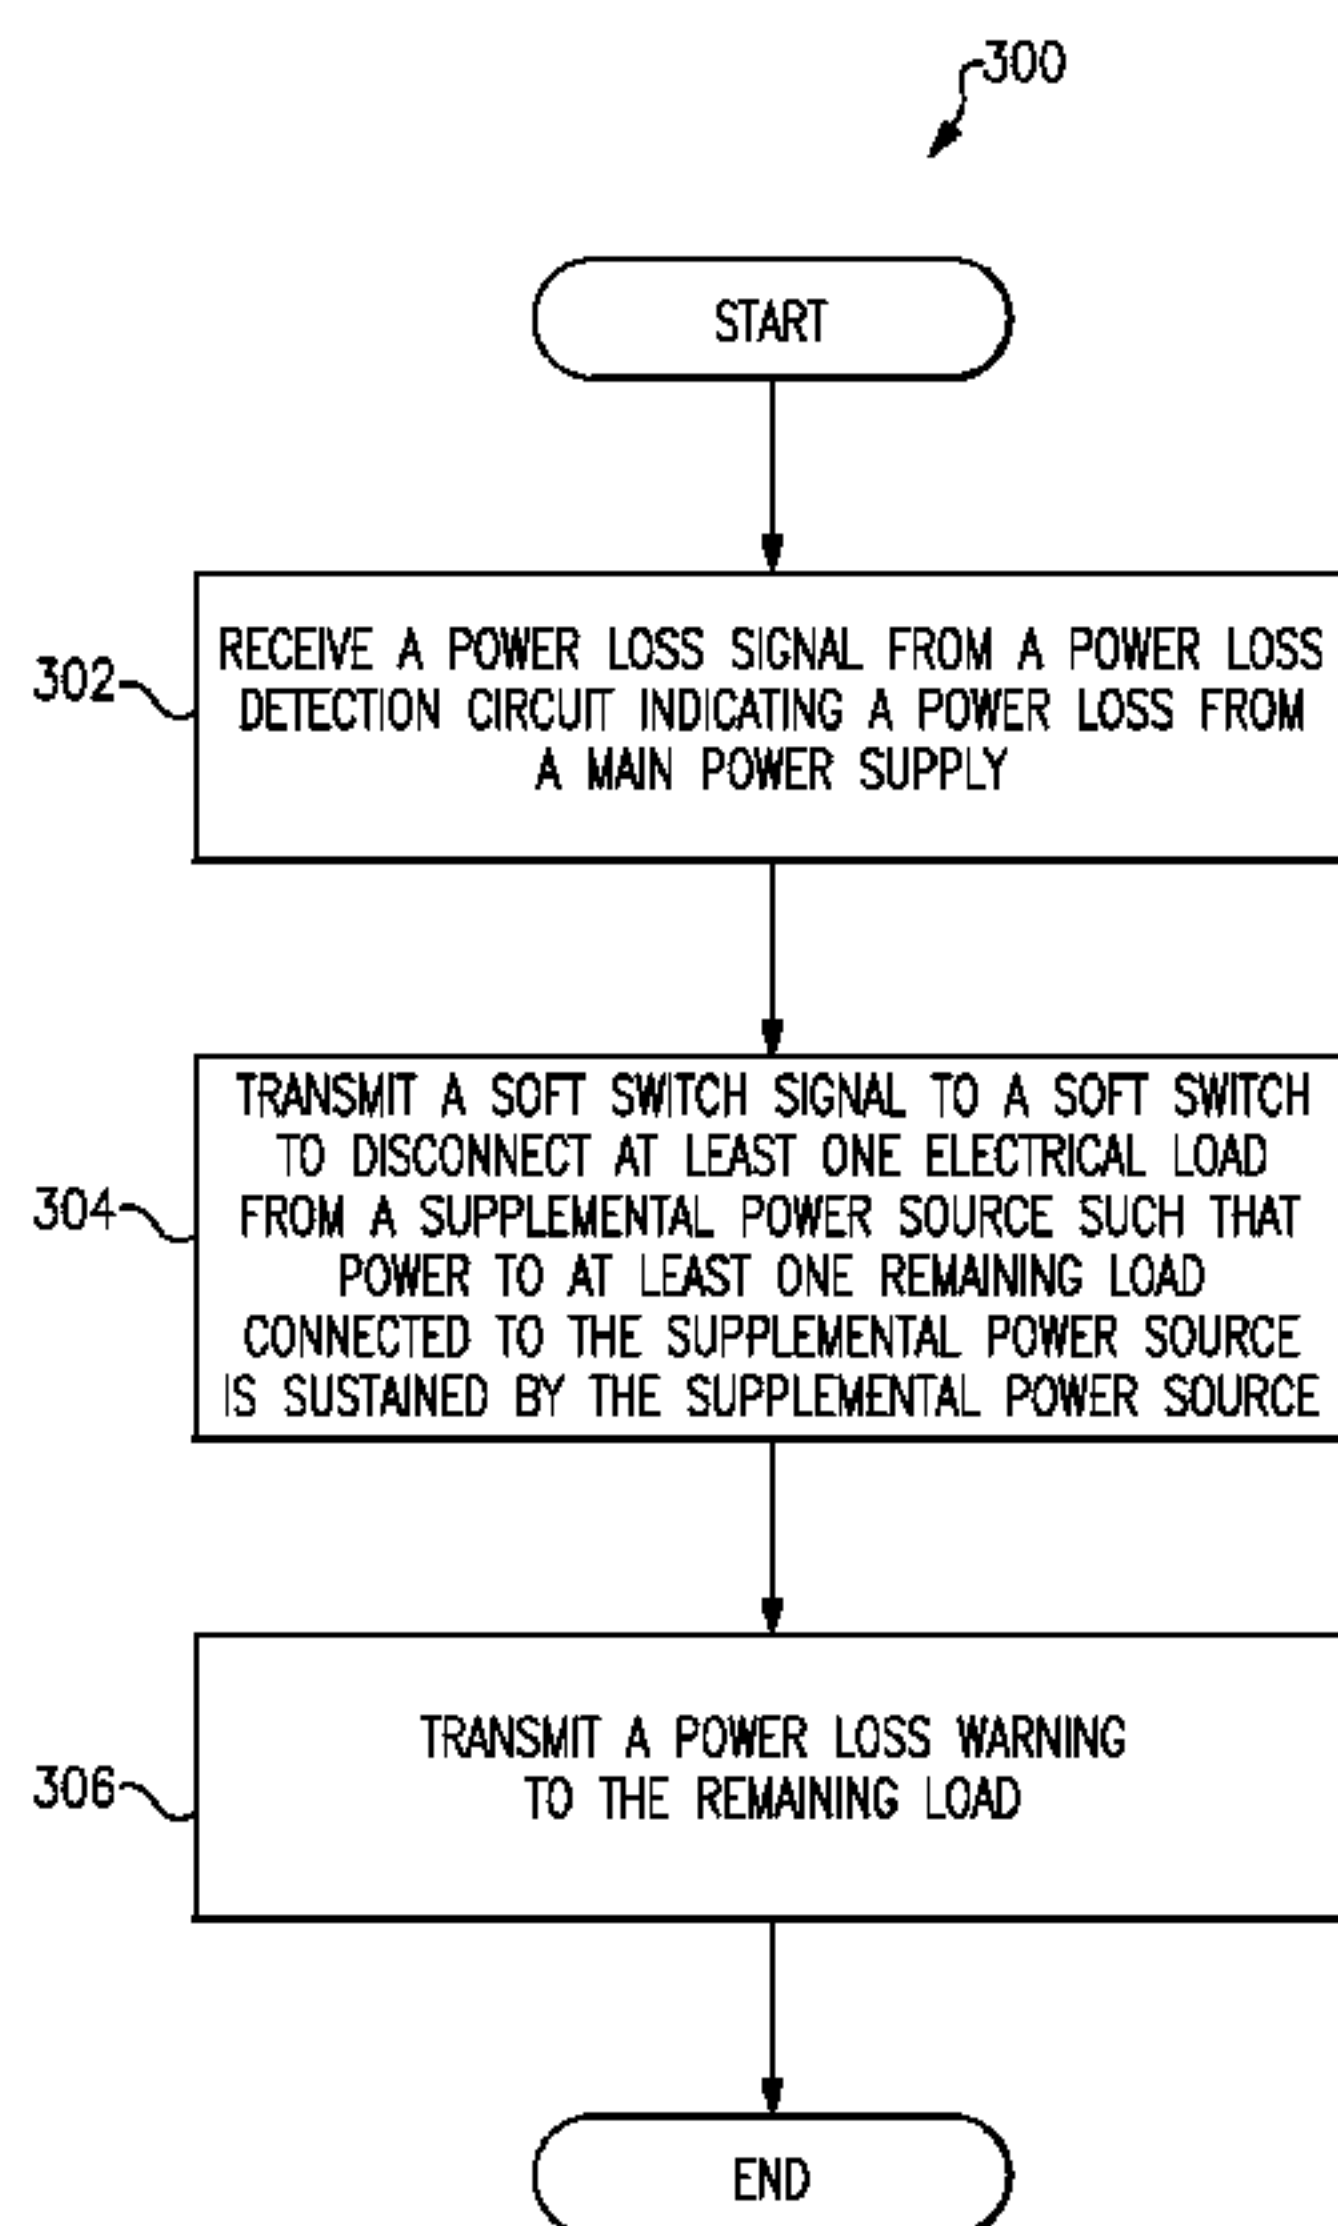 300
START
302
RECEIVE A POWER LOSS SIGNAL FROM A POWER LOSS
DETECTION CIRCUIT INDICATING A POWER LOSS FROM
A MAIN POWER SUPPLY
304
TRANSMIT A SOFT SWITCH SIGNAL TO A SOFT SWITCH
TO DISCONNECT AT LEAST ONE ELECTRICAL LOAD
FROM A SUPPLEMENTAL POWER SOURCE SUCH THAT
POWER TO AT LEAST ONE REMAINING LOAD
CONNECTED TO THE SUPPLEMENTAL POWER SOURCE
IS SUSTAINED BY THE SUPPLEMENTAL POWER SOURCE
306
TRANSMIT A POWER LOSS WARNING
TO THE REMAINING LOAD
END